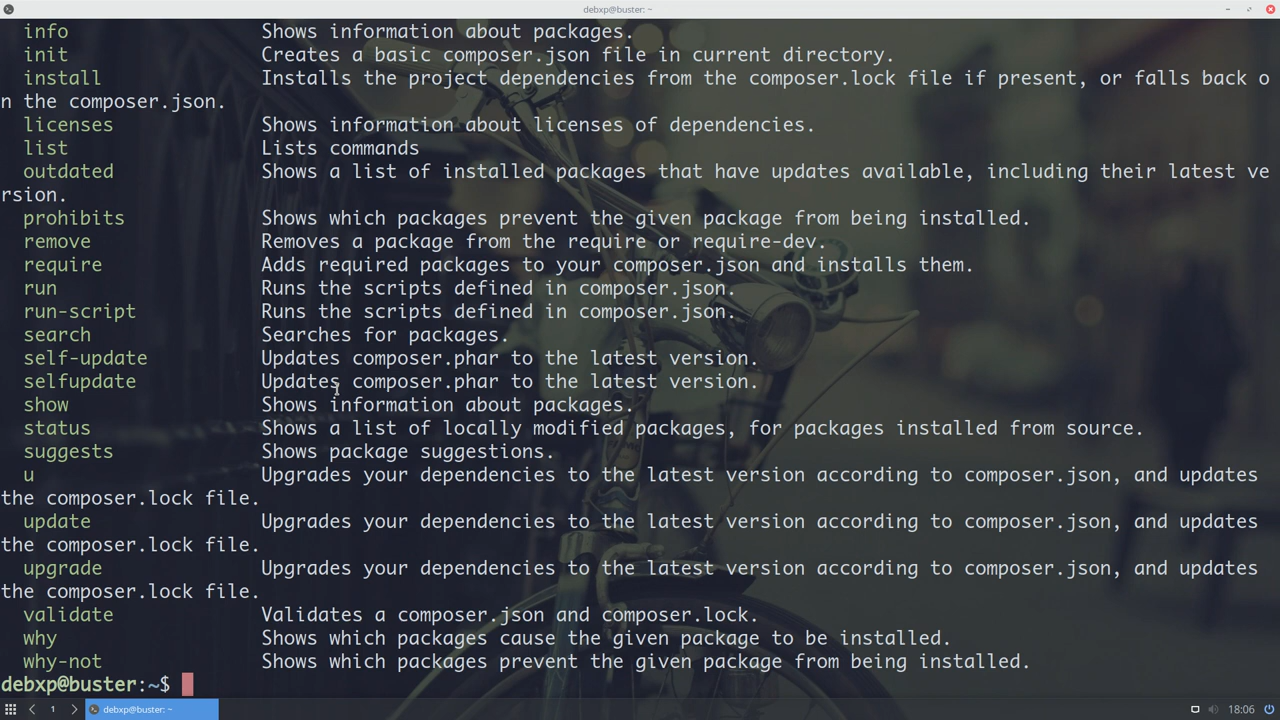 debxp@buster: ~
info Shows information about packages.
init Creates a basic composer.json file in current directory.
install Installs the project dependencies from the composer.lock file if present, or falls back o
n the composer.json.
licenses Shows information about licenses of dependencies.
list Lists commands
outdated Shows a list of installed packages that have updates available, including their latest ve
rsion.
prohibits Shows which packages prevent the given package from being installed.
remove Removes a package from the require or require-dev.
require Adds required packages to your composer.json and installs them.
run Runs the scripts defined in composer.json.
run-script Runs the scripts defined in composer.json.
search Searches for packages.
self-update Updates composer.phar to the latest version.
selfupdate Updates composer.phar to the latest version.
show Shows information about packages.
status Shows a list of locally modified packages, for packages installed from source.
suggests Shows package suggestions.
u Upgrades your dependencies to the latest version according to composer.json, and updates
the composer.lock file.
update Upgrades your dependencies to the latest version according to composer.json, and updates
the composer.lock file.
upgrade Upgrades your dependencies to the latest version according to composer.json, and updates
the composer.lock file.
validate Validates a composer.json and composer.lock.
why Shows which packages cause the given package to be installed.
why-not Shows which packages prevent the given package from being installed.
debxp@buster:~$
1 debxp@buster: ~ 18:06